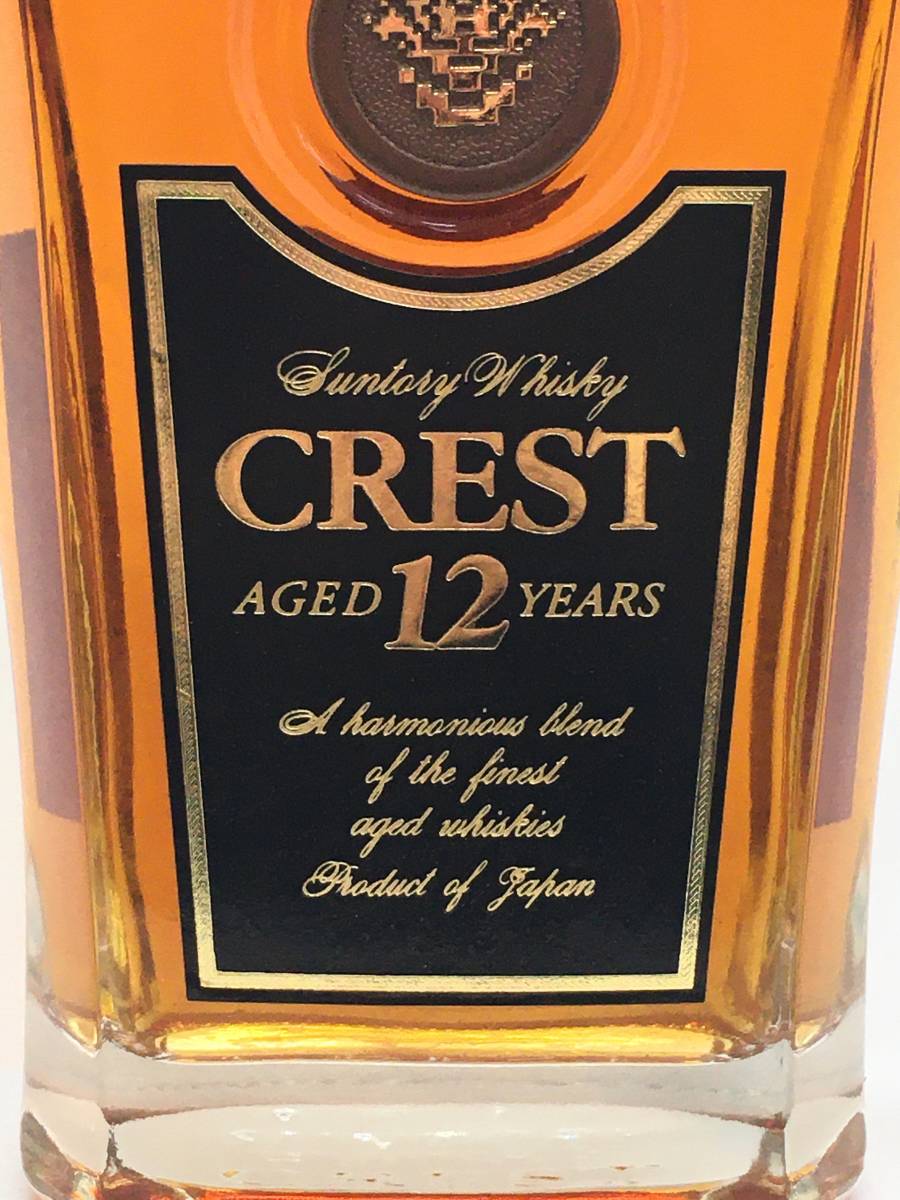 Suntory Whisky
CREST
AGED 12 YEARS
A harmonious blend
of the finest
aged whiskies
Product of Japan